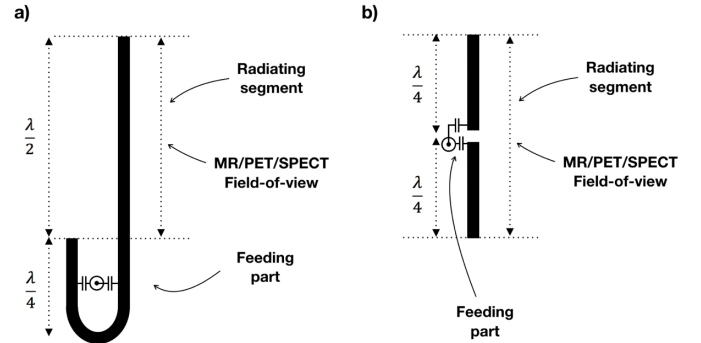 a)
λ
2
Radiating
segment
MR/PET/SPECT
Field-of-view
λ
4
Feeding
part
b)
λ
4
λ
4
Radiating
segment
MR/PET/SPECT
Field-of-view
Feeding
part